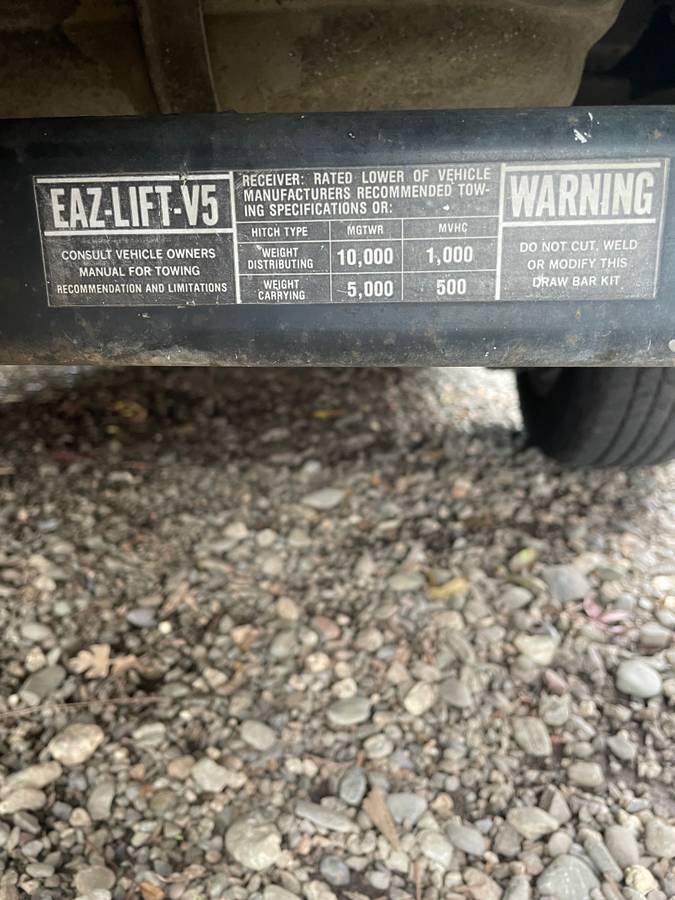 EAZ-LIFT-V5
CONSULT VEHICLE OWNERS
MANUAL FOR TOWING
RECOMMENDATION AND LIMITATIONS
RECEIVER: RATED LOWER OF VEHICLE
MANUFACTURERS RECOMMENDED TOW-
ING SPECIFICATIONS OR:
HITCH TYPE MGTWR MVHC
WEIGHT
DISTRIBUTING 10,000 1,000
WEIGHT
CARRYING 5,000 500
WARNING
DO NOT CUT, WELD
OR MODIFY THIS
DRAW BAR KIT